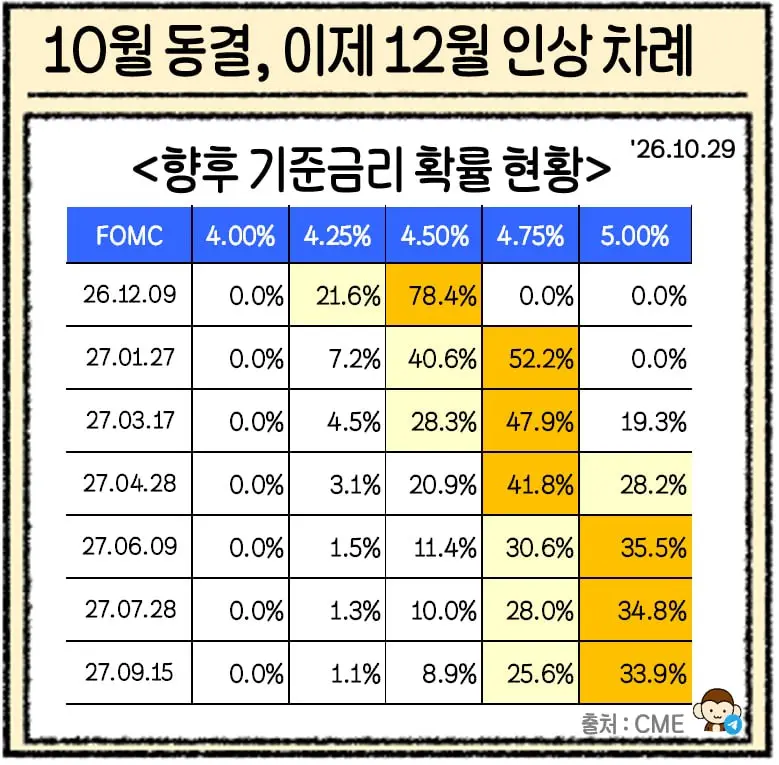 10월 동결, 이제 12월 인상 차례
<향후 기준금리 확률 현황> '26.10.29
FOMC 4.00% 4.25% 4.50% 4.75% 5.00%
26.12.09 0.0% 21.6% 78.4% 0.0% 0.0%
27.01.27 0.0% 7.2% 40.6% 52.2% 0.0%
27.03.17 0.0% 4.5% 28.3% 47.9% 19.3%
27.04.28 0.0% 3.1% 20.9% 41.8% 28.2%
27.06.09 0.0% 1.5% 11.4% 30.6% 35.5%
27.07.28 0.0% 1.3% 10.0% 28.0% 34.8%
27.09.15 0.0% 1.1% 8.9% 25.6% 33.9%
출처 : CME